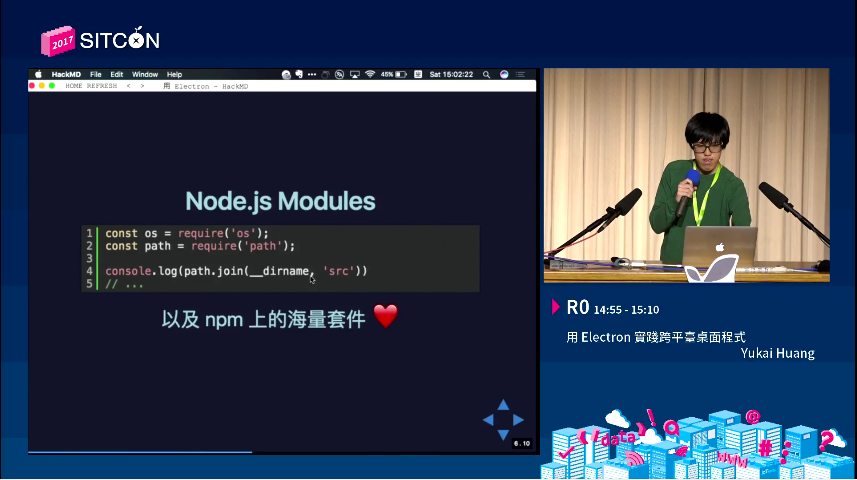 2017 SITCON
HackMD File Edit Window Help
45% Sat 15:02:22
HOME REFRESH < > 用 Electron - HackMD
Node.js Modules
1 const os = require('os');
2 const path = require('path');
3
4 console.log(path.join(__dirname, 'src'))
5 // ...
以及 npm 上的海量套件 ❤️
6.10
R0 14:55 - 15:10
用 Electron 實踐跨平臺桌面程式
Yukai Huang
data
!
@
www
#
?